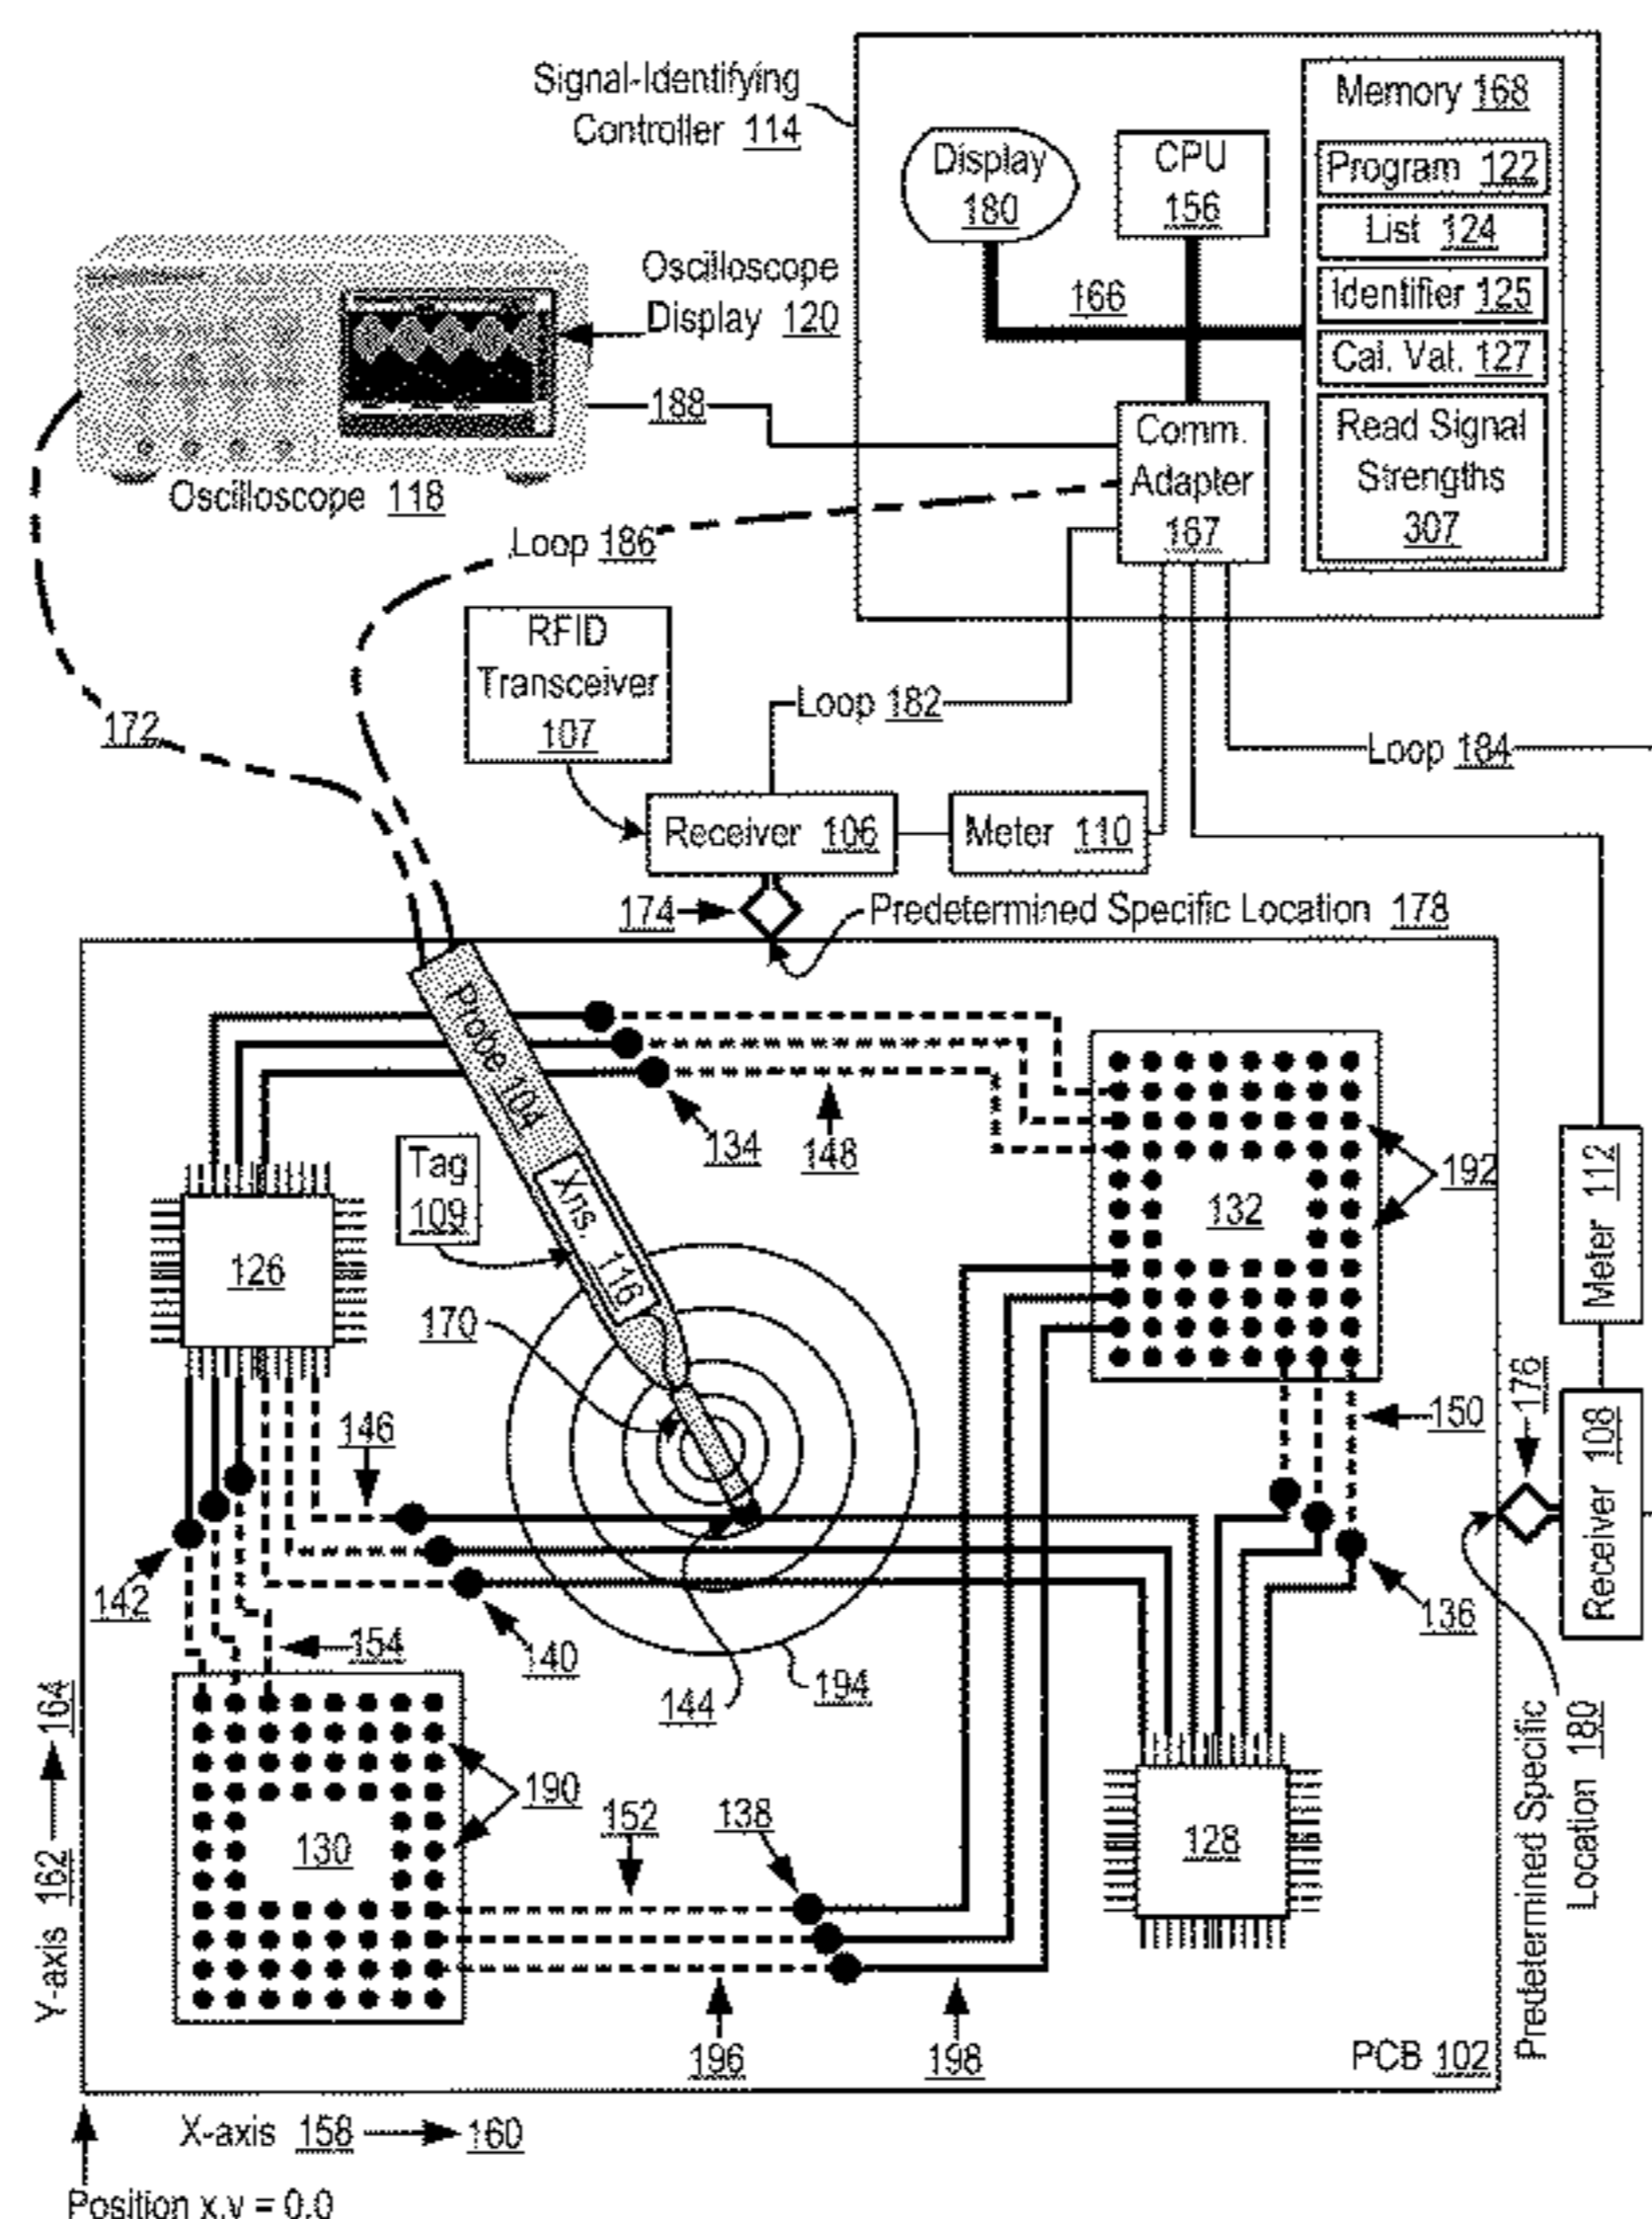 Signal-Identifying
Controller 114
Memory 168
Program 122
List 124
Identifier 125
Cal. Val. 127
Read Signal
Strengths
307
Display
180
CPU
156
166
Comm.
Adapter
167
Oscilloscope
Display 120
188
Oscilloscope 118
Loop 186
172
RFID
Transceiver
107
Loop 182
Loop 184
Receiver 106
Meter 110
174
Predetermined Specific Location 178
Probe 104
Xns. 116
Tag
109
134
148
192
132
126
170
Meter 112
178
Receiver 108
150
146
142
140
136
154
144
194
Predetermined Specific
Location 180
190
130
152
138
128
196
198
PCB 102
Y-axis 162
164
X-axis 158
160
Position x,y = 0,0